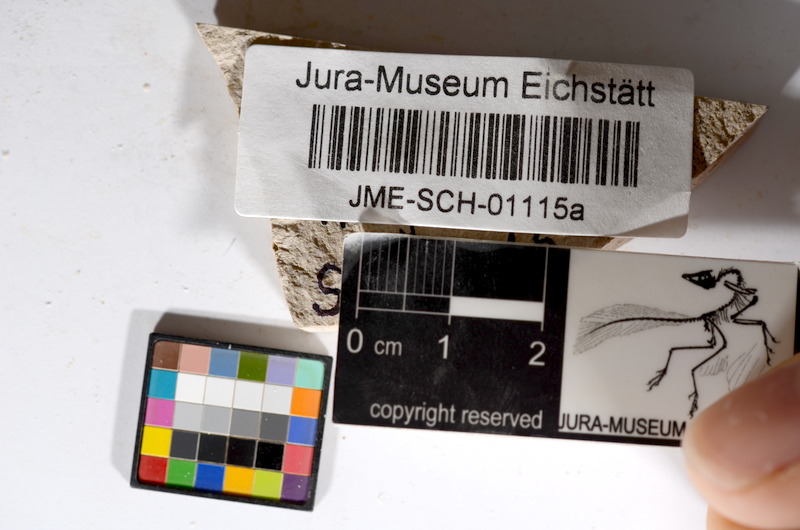 Jura-Museum Eichstätt
JME-SCH-01115a
S
0 cm 1 2
copyright reserved
JURA-MUSEUM